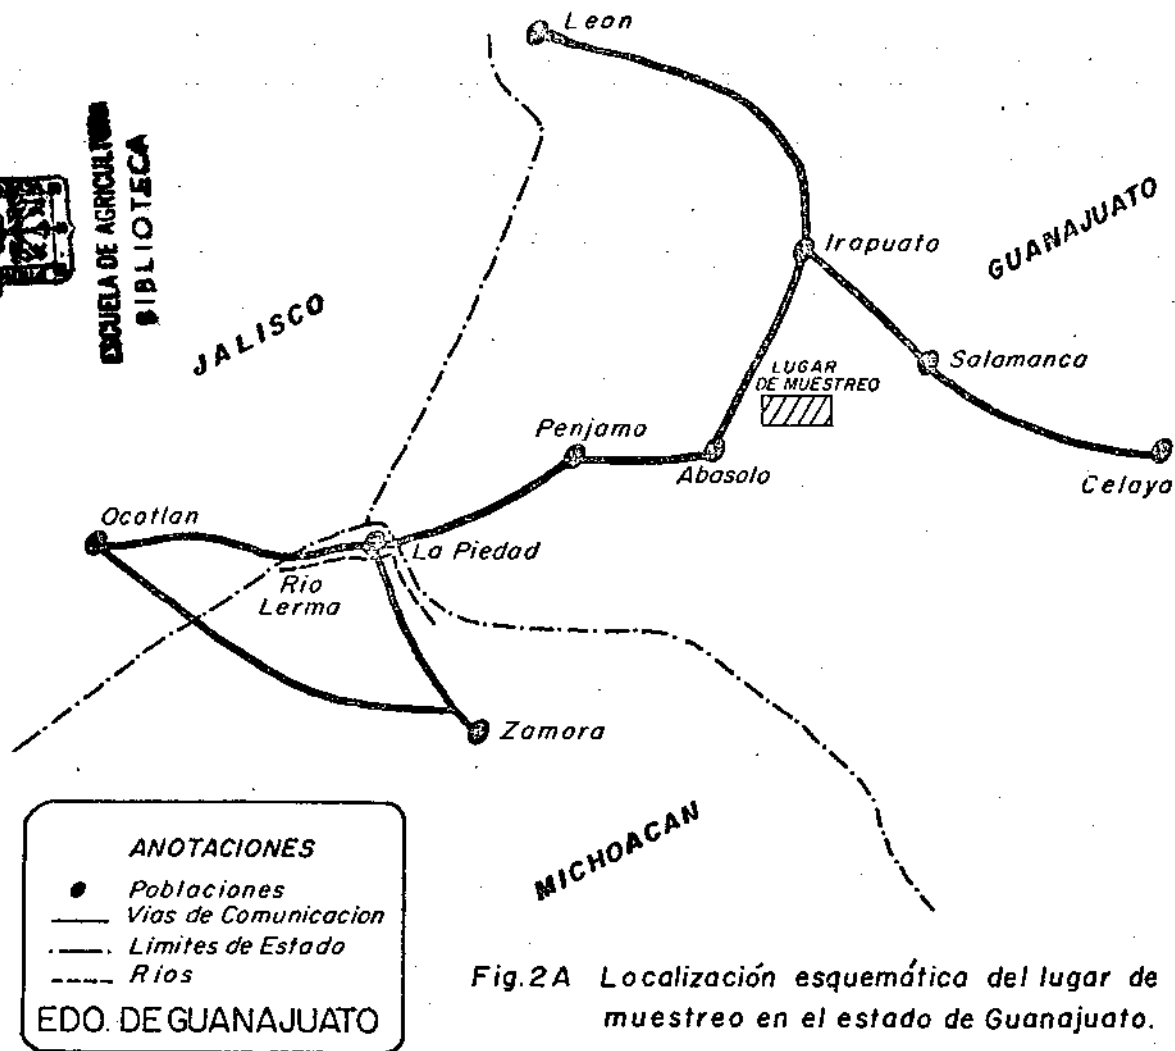 Leon
ESCUELA DE AGRICULTURA
BIBLIOTECA
GUANAJUATO
Irapuato
JALISCO
Salamanca
LUGAR
DE MUESTREO
Penjamo
Abasolo
Celaya
Ocotlan
La Piedad
Rio
Lerma
Zamora
MICHOACAN
ANOTACIONES
Poblaciones
Vias de Comunicacion
Limites de Estado
Rios
EDO. DE GUANAJUATO
Fig.2A Localización esquemática del lugar de
muestreo en el estado de Guanajuato.